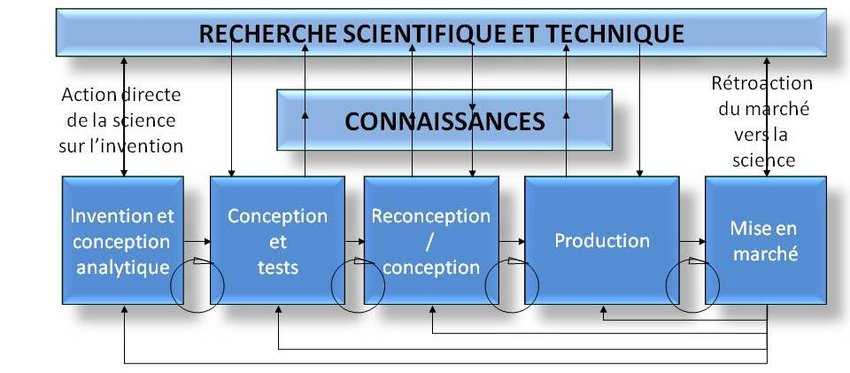 RECHERCHE SCIENTIFIQUE ET TECHNIQUE
Action directe
de la science
sur l’invention
CONNAISSANCES
Rétroaction
du marché
vers la
science
Invention et
conception
analytique
Conception
et
tests
Reconception
/
conception
Production
Mise en
marché